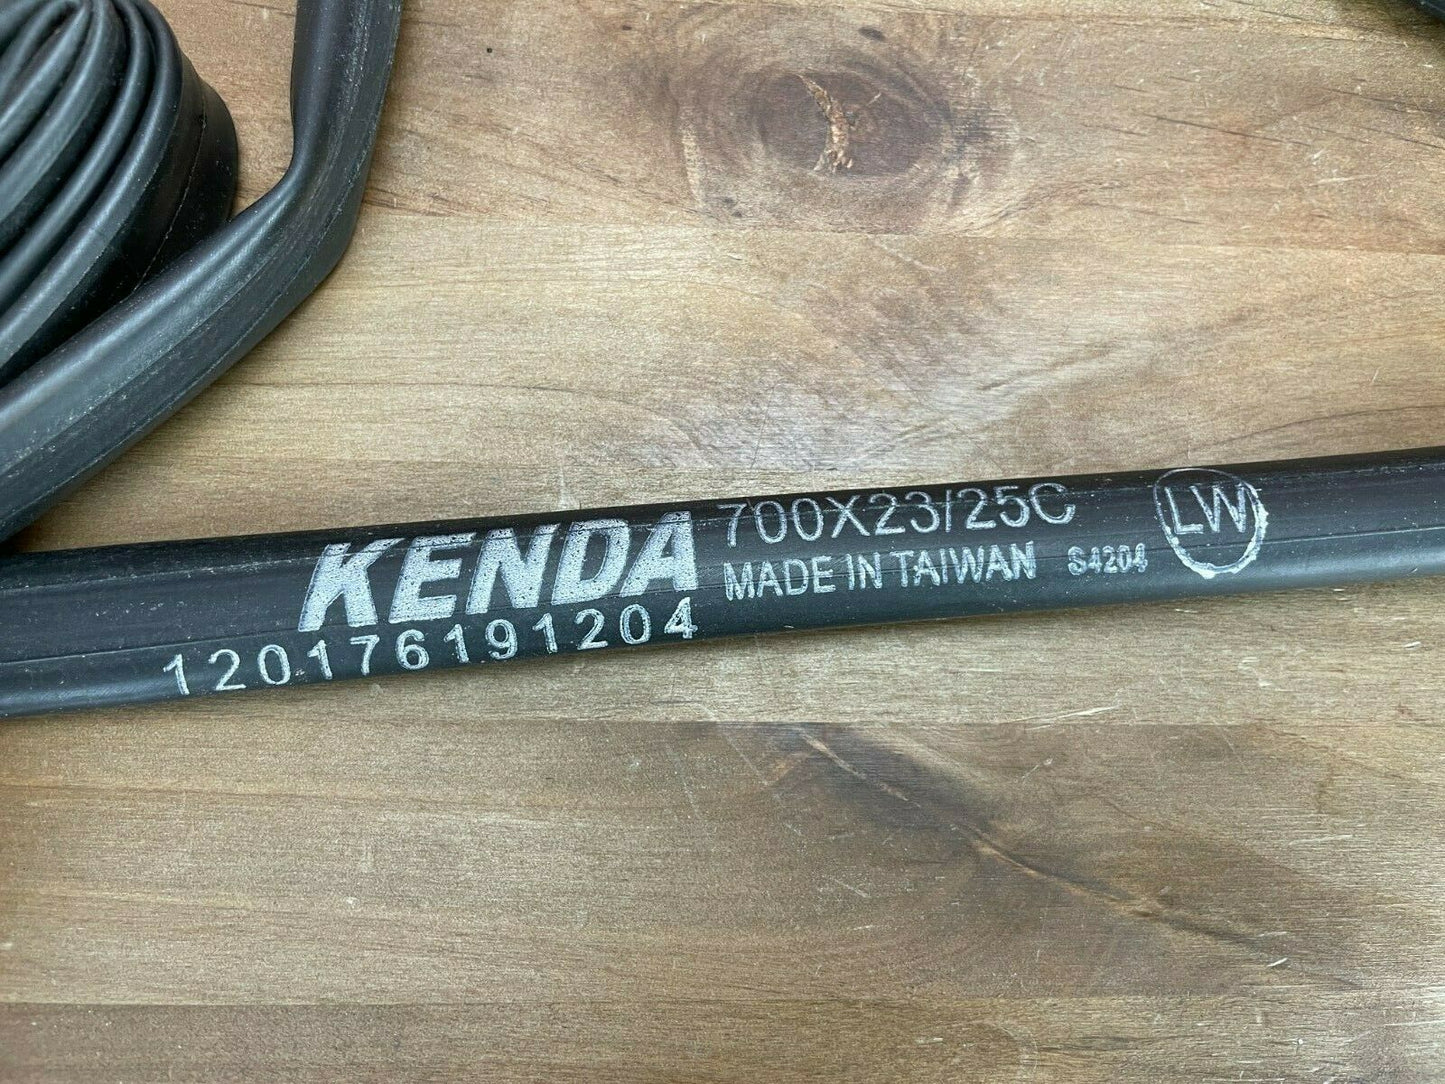 KENDA 700X23/25C LW
MADE IN TAIWAN S4204
120176191204